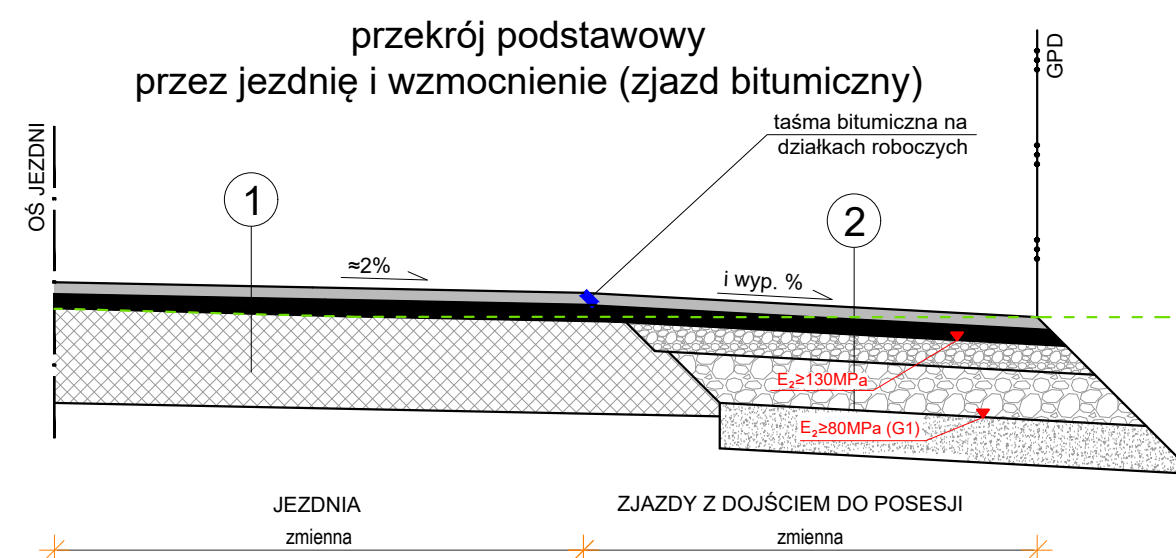 przekrój podstawowy
przez jezdnię i wzmocnienie (zjazd bitumiczny)
GPD
taśma bitumiczna na
działkach roboczych
OŚ JEZDNI
1
2
≈2%
i wyp. %
E₂≥130MPa
E₂≥80MPa (G1)
JEZDNIA
ZJAZDY Z DOJŚCIEM DO POSESJI
zmienna
zmienna